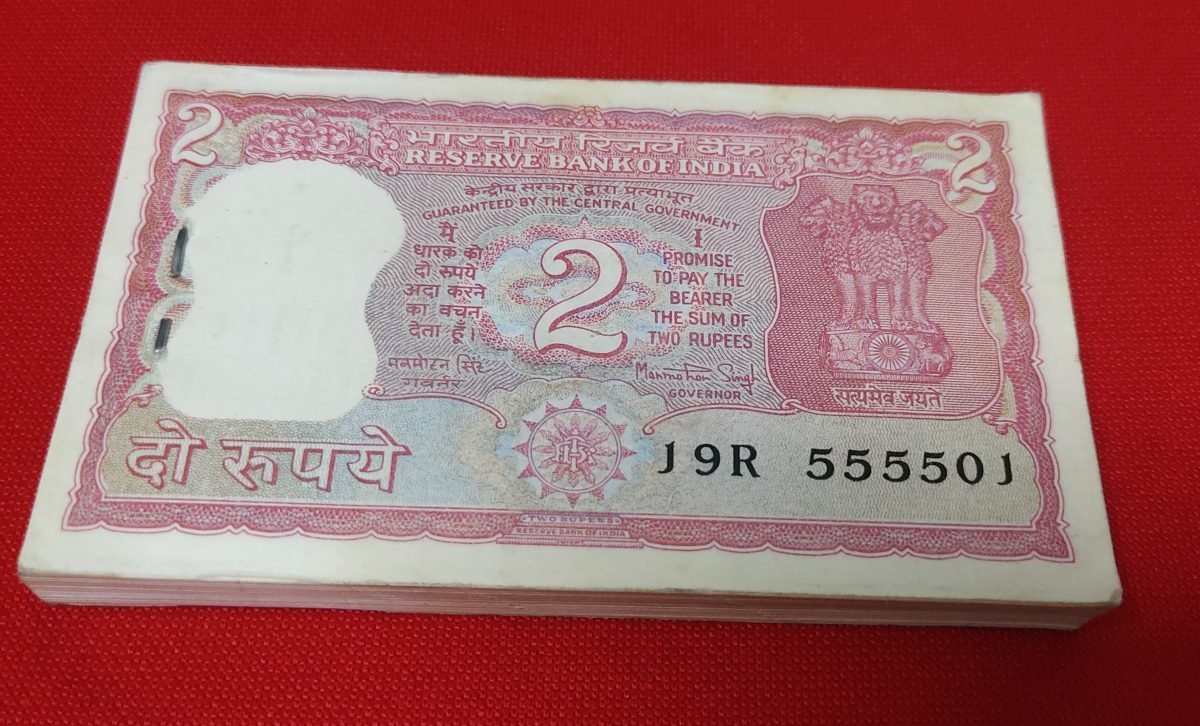 2
भारतीय रिज़र्व बैंक
2
RESERVE BANK OF INDIA
केन्द्रीय सरकार द्वारा प्रत्याभूत
GUARANTEED BY THE CENTRAL GOVERNMENT
मैं
धारक को
दो रुपये
अदा करने
का वचन
देता हूँ।
मनमोहन सिंह
गवर्नर
2
I
PROMISE
TO PAY THE
BEARER
THE SUM OF
TWO RUPEES
Manmohan Singh
GOVERNOR
सत्यमेव जयते
दो रुपये
J9R 555501
TWO RUPEES
RESERVE BANK OF INDIA